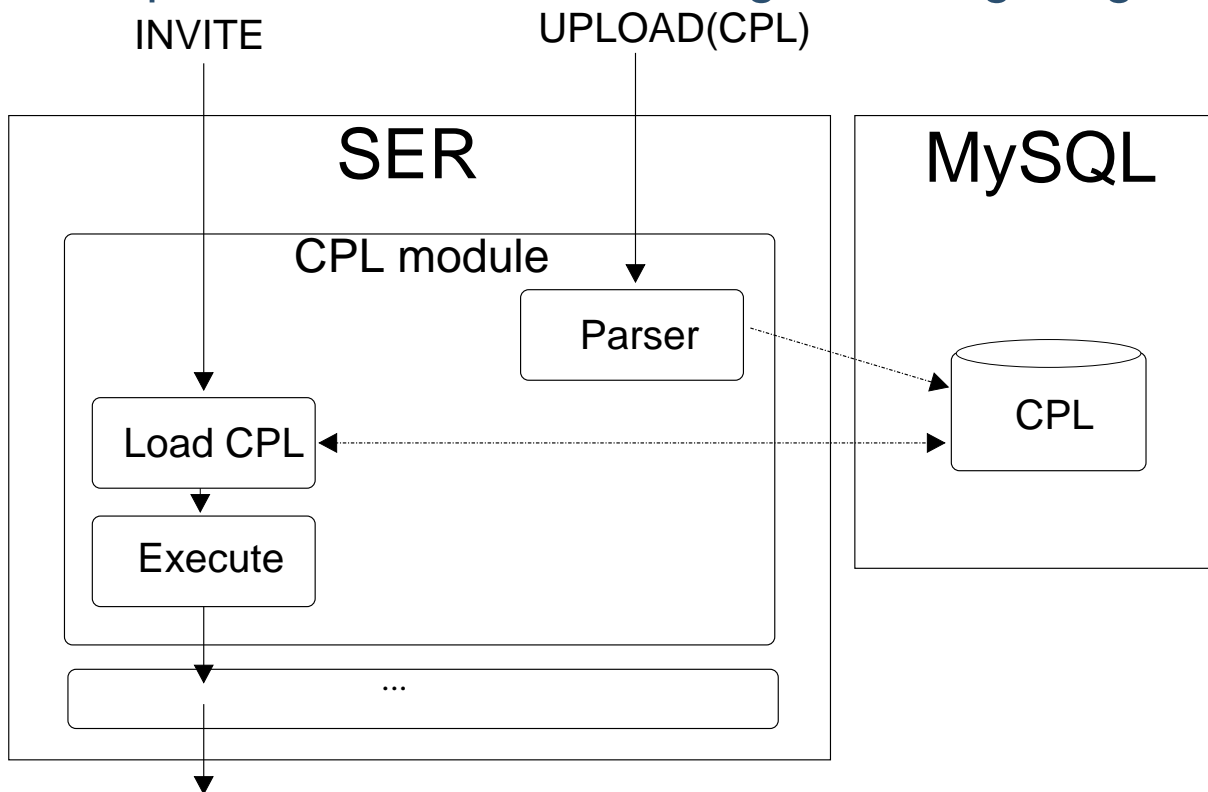 INVITE
UPLOAD(CPL)
SER
MySQL
CPL module
Parser
CPL
Load CPL
Execute
...